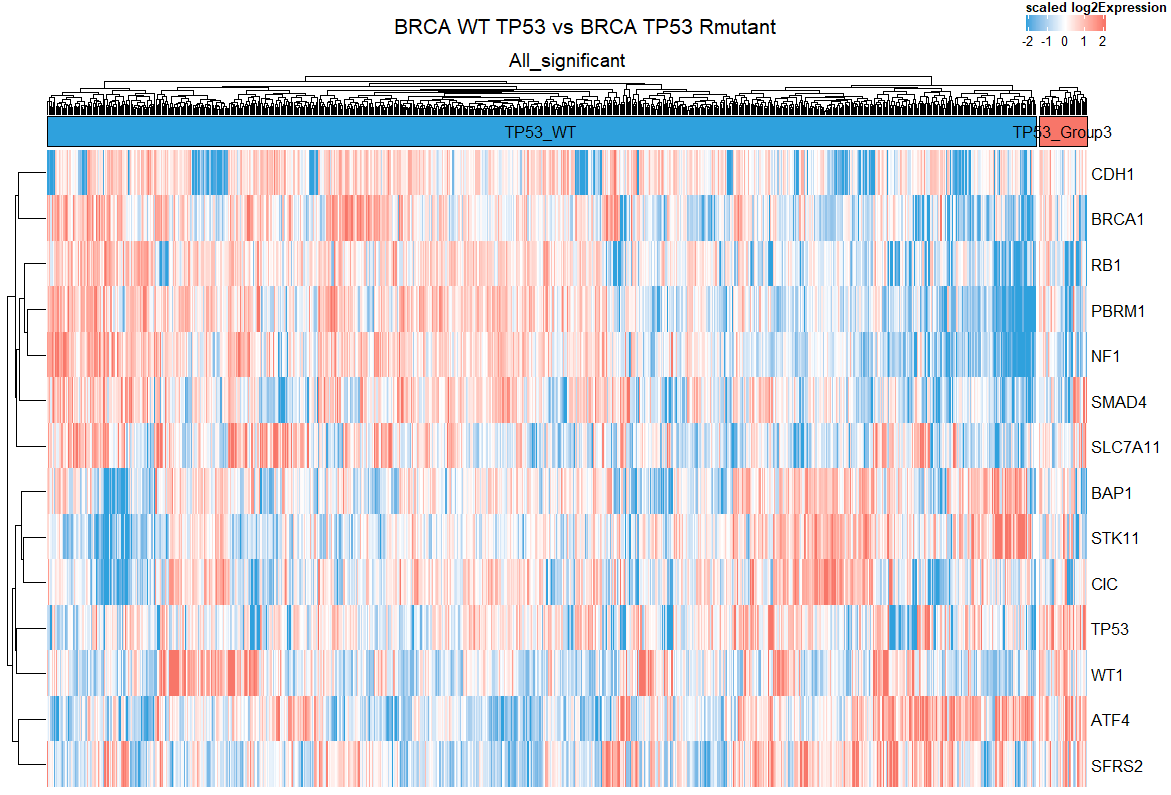 scaled log2Expression
BRCA WT TP53 vs BRCA TP53 Rmutant
-2 -1 0 1 2
All_significant
TP53_WT
TP53_Group3
CDH1
BRCA1
RB1
PBRM1
NF1
SMAD4
SLC7A11
BAP1
STK11
CIC
TP53
WT1
ATF4
SFRS2